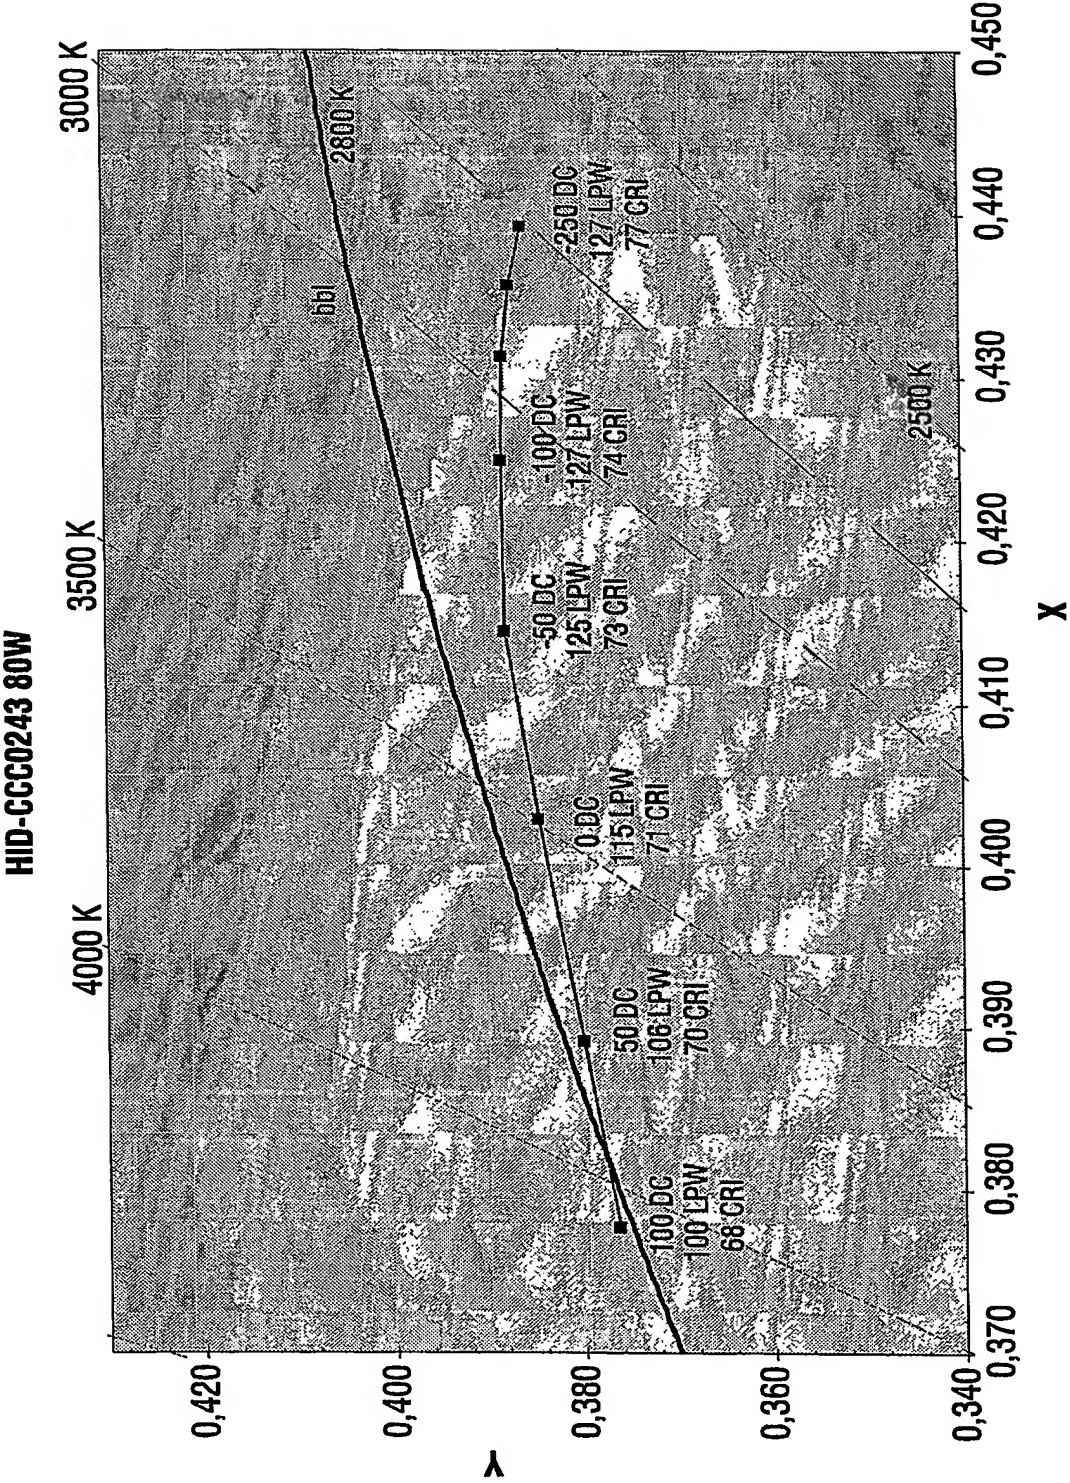 HID-CCC0243 80W
4000 K
3500 K
3000 K
2800 K
bbl
-250 DC
127 LPW
77 CRI
-100 DC
127 LPW
74 CRI
-50 DC
125 LPW
73 CRI
0 DC
115 LPW
71 CRI
50 DC
106 LPW
70 CRI
100 DC
100 LPW
68 CRI
2500 K
Y
0,420
0,400
0,380
0,360
0,340
0,370
0,380
0,390
0,400
0,410
0,420
0,430
0,440
0,450
X